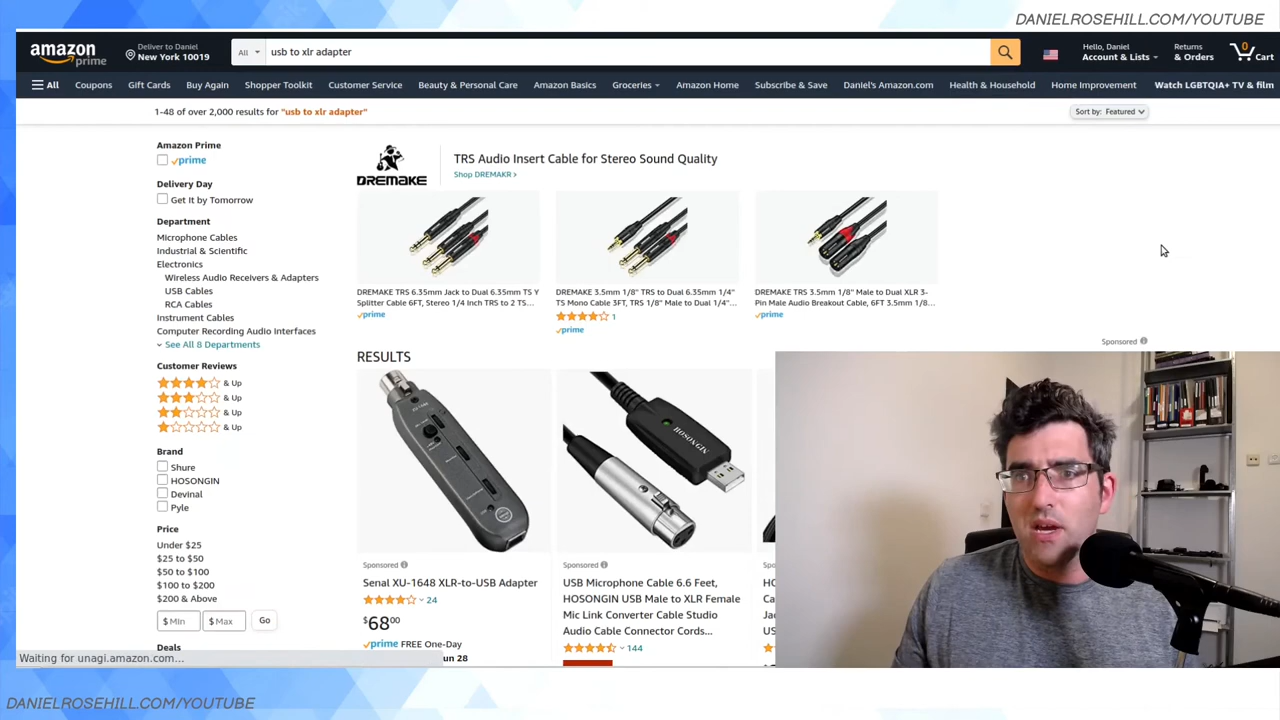 DANIELROSEHILL.COM/YOUTUBE
amazon prime
Deliver to Daniel
New York 10019
All
usb to xlr adapter
Hello, Daniel
Account & Lists
Returns
& Orders
0
Cart
All
Coupons
Gift Cards
Buy Again
Shopper Toolkit
Customer Service
Beauty & Personal Care
Amazon Basics
Groceries
Amazon Home
Subscribe & Save
Daniel's Amazon.com
Health & Household
Home Improvement
Watch LGBTQIA+ TV & film
1-48 of over 2,000 results for "usb to xlr adapter"
Sort by: Featured
Amazon Prime
prime
Delivery Day
Get It by Tomorrow
Department
Microphone Cables
Industrial & Scientific
Electronics
Wireless Audio Receivers & Adapters
USB Cables
RCA Cables
Instrument Cables
Computer Recording Audio Interfaces
See All 8 Departments
Customer Reviews
& Up
& Up
& Up
& Up
Brand
Shure
HOSONGIN
Devinal
Pyle
Price
Under $25
$25 to $50
$50 to $100
$100 to $200
$200 & Above
$ Min
$ Max
Go
Deals
DREMAKE
TRS Audio Insert Cable for Stereo Sound Quality
Shop DREMAKR
DREMAKE TRS 6.35mm Jack to Dual 6.35mm TS Y
Splitter Cable 6FT, Stereo 1/4 Inch TRS to 2 TS...
prime
DREMAKE 3.5mm 1/8" TRS to Dual 6.35mm 1/4"
TS Mono Cable 3FT, TRS 1/8" Male to Dual 1/4"...
1
prime
DREMAKE TRS 3.5mm 1/8" Male to Dual XLR 3-
Pin Male Audio Breakout Cable, 6FT 3.5mm 1/8...
prime
Sponsored
RESULTS
Sponsored
Senal XU-1648 XLR-to-USB Adapter
24
$68 00
prime FREE One-Day
un 28
HOSONGIN
Sponsored
USB Microphone Cable 6.6 Feet,
HOSONGIN USB Male to XLR Female
Mic Link Converter Cable Studio
Audio Cable Connector Cords...
144
Spo
HO
Ca
Jac
US
Waiting for unagi.amazon.com...
DANIELROSEHILL.COM/YOUTUBE